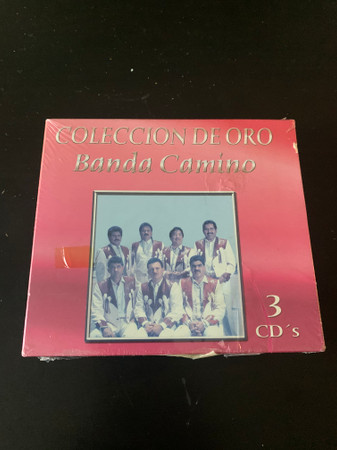 COLECCION DE ORO
Banda Camino
3
CD´s